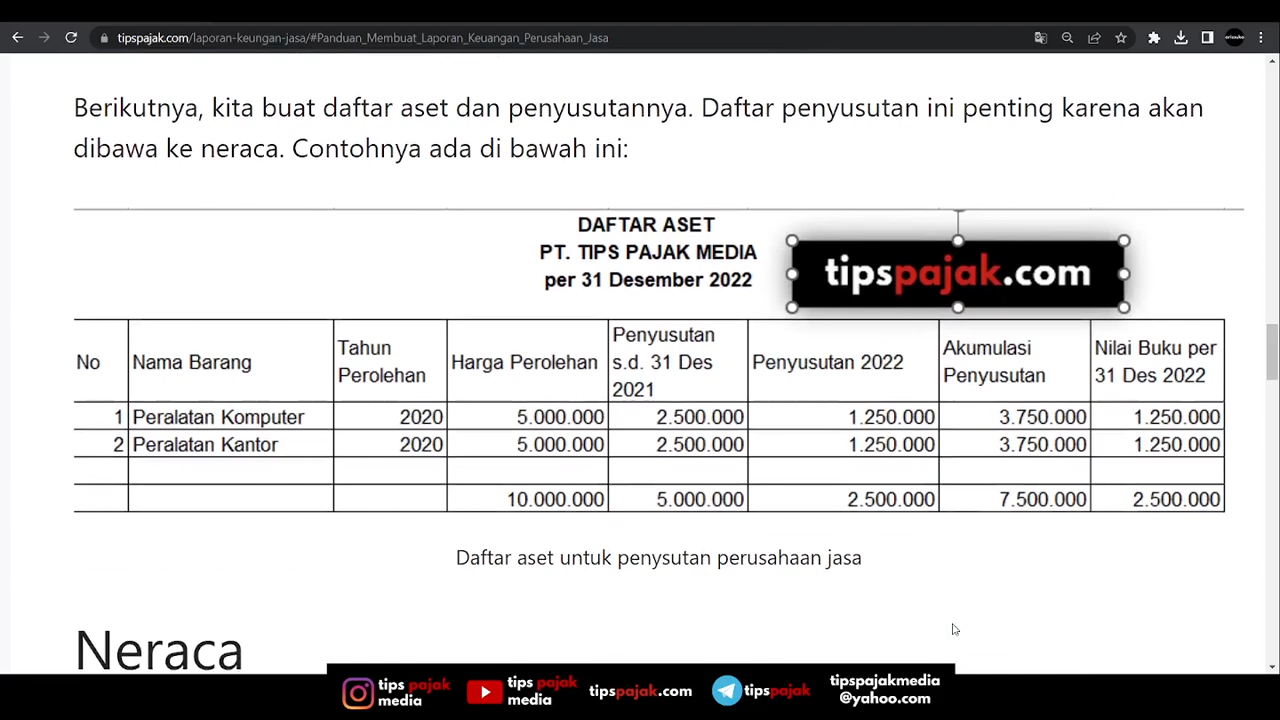 tipspajak.com/laporan-keungan-jasa/#Panduan_Membuat_Laporan_Keuangan_Perusahaan_Jasa
Berikutnya, kita buat daftar aset dan penyusutannya. Daftar penyusutan ini penting karena akan
dibawa ke neraca. Contohnya ada di bawah ini:
DAFTAR ASET
PT. TIPS PAJAK MEDIA
per 31 Desember 2022
tipspajak.com
No Nama Barang Tahun Perolehan Harga Perolehan Penyusutan s.d. 31 Des 2021 Penyusutan 2022 Akumulasi Penyusutan Nilai Buku per 31 Des 2022
1 Peralatan Komputer 2020 5.000.000 2.500.000 1.250.000 3.750.000 1.250.000
2 Peralatan Kantor 2020 5.000.000 2.500.000 1.250.000 3.750.000 1.250.000
10.000.000 5.000.000 2.500.000 7.500.000 2.500.000
Daftar aset untuk penysutan perusahaan jasa
Neraca
tips pajak media
tips pajak media
tipspajak.com
tipspajak
tipspajakmedia
@yahoo.com